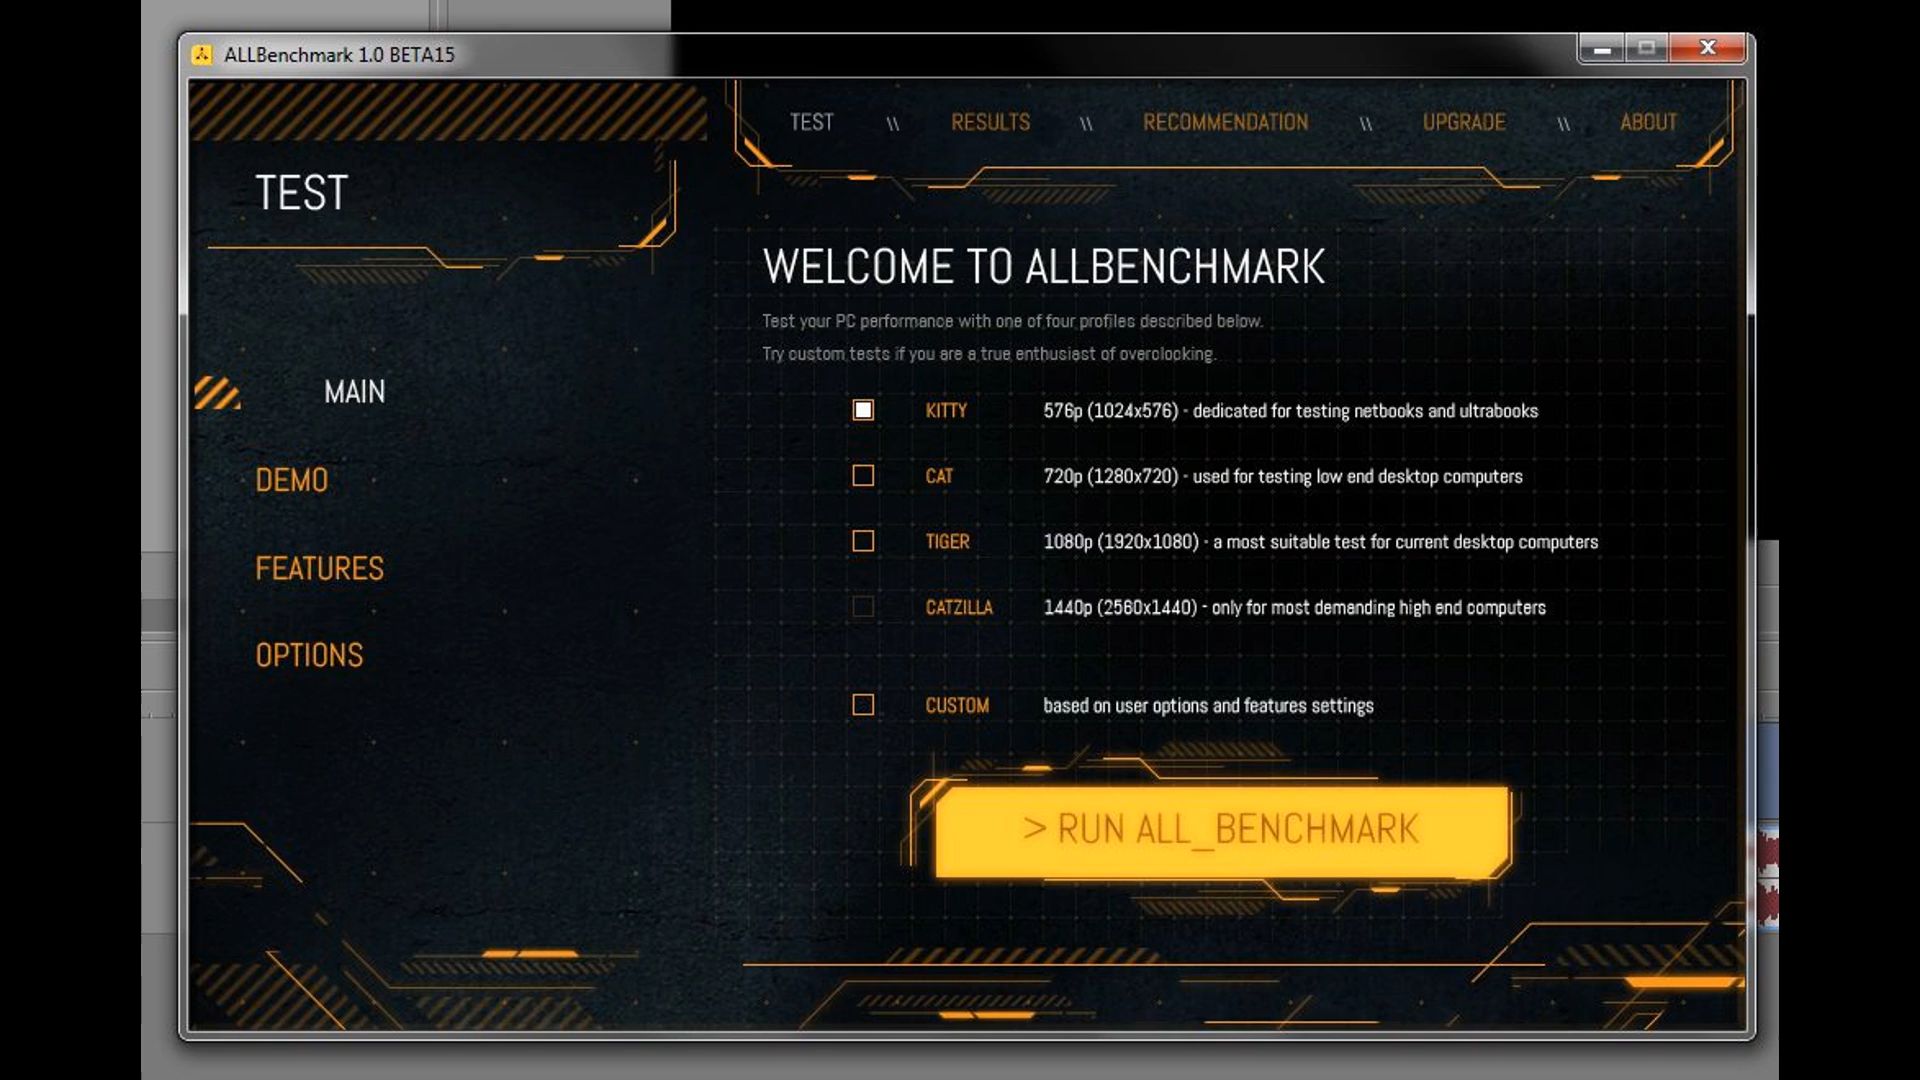 ALLBenchmark 1.0 BETA15
TEST \\ RESULTS \\ RECOMMENDATION \\ UPGRADE \\ ABOUT
TEST
MAIN
DEMO
FEATURES
OPTIONS
WELCOME TO ALLBENCHMARK
Test your PC performance with one of four profiles described below.
Try custom tests if you are a true enthusiast of overclocking.
KITTY 576p (1024x576) - dedicated for testing netbooks and ultrabooks
CAT 720p (1280x720) - used for testing low end desktop computers
TIGER 1080p (1920x1080) - a most suitable test for current desktop computers
CATZILLA 1440p (2560x1440) - only for most demanding high end computers
CUSTOM based on user options and features settings
> RUN ALL_BENCHMARK